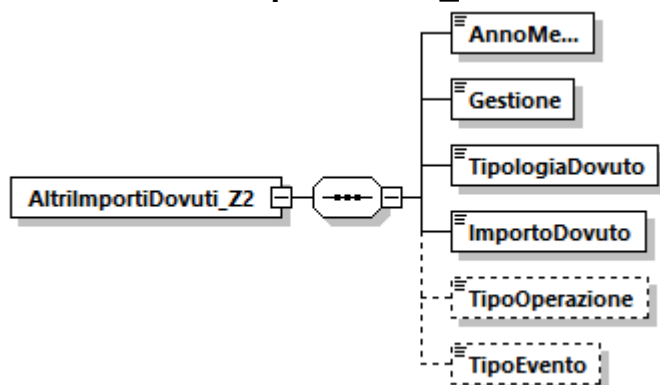 AnnoMe...
Gestione
TipologiaDovuto
AltriImportiDovuti_Z2
ImportoDovuto
TipoOperazione
TipoEvento